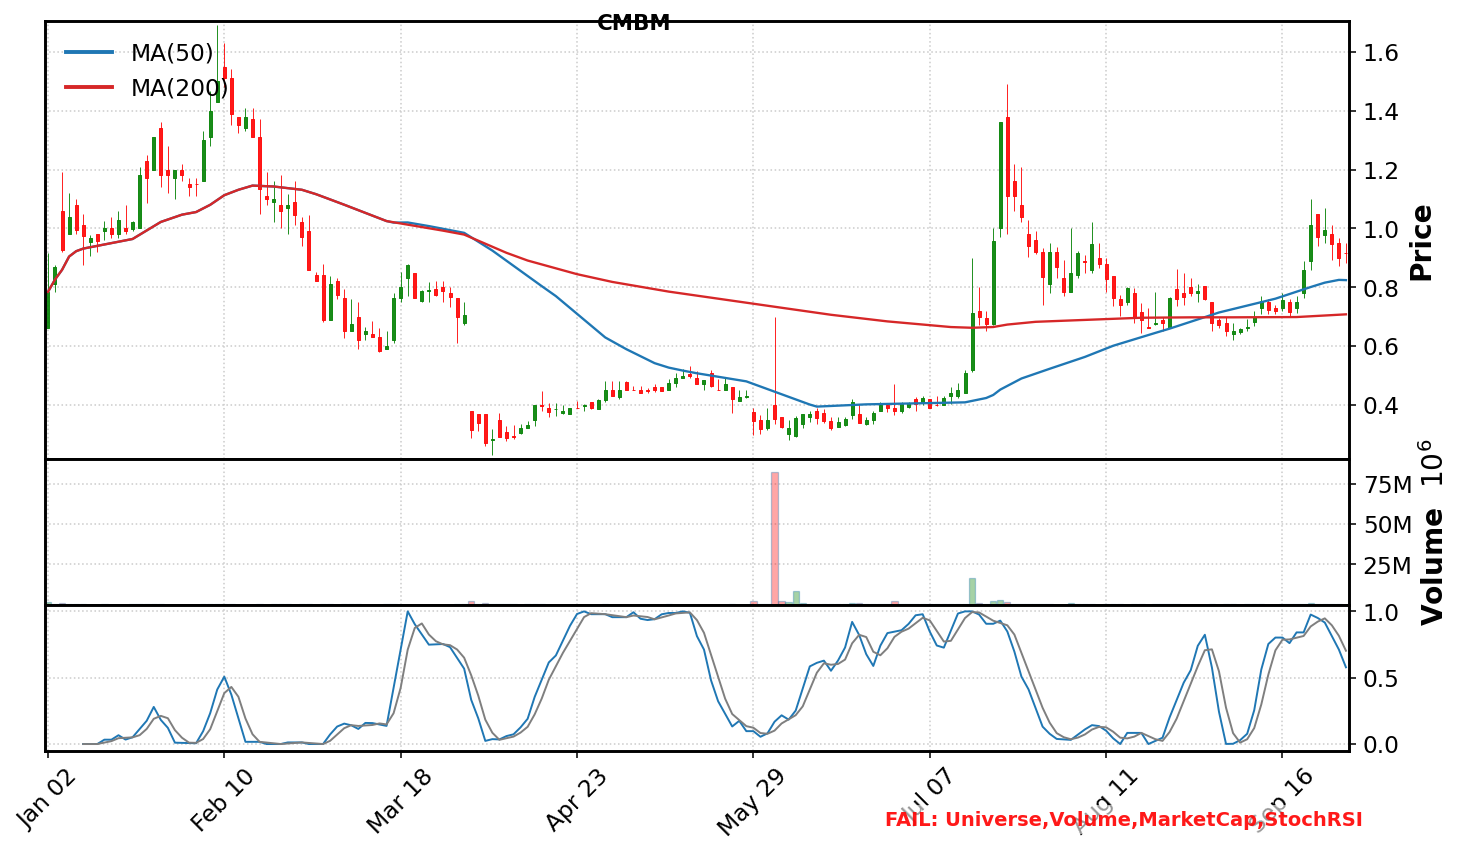 CMBM
MA(50)
MA(200)
1.6
1.4
1.2
1.0
0.8
0.6
0.4
Price
75M
50M
25M
Volume 10⁶
1.0
0.5
0.0
Jan 02
Feb 10
Mar 18
Apr 23
May 29
Jul 07
Aug 11
Sep 16
FAIL: Universe,Volume,MarketCap,StochRSI